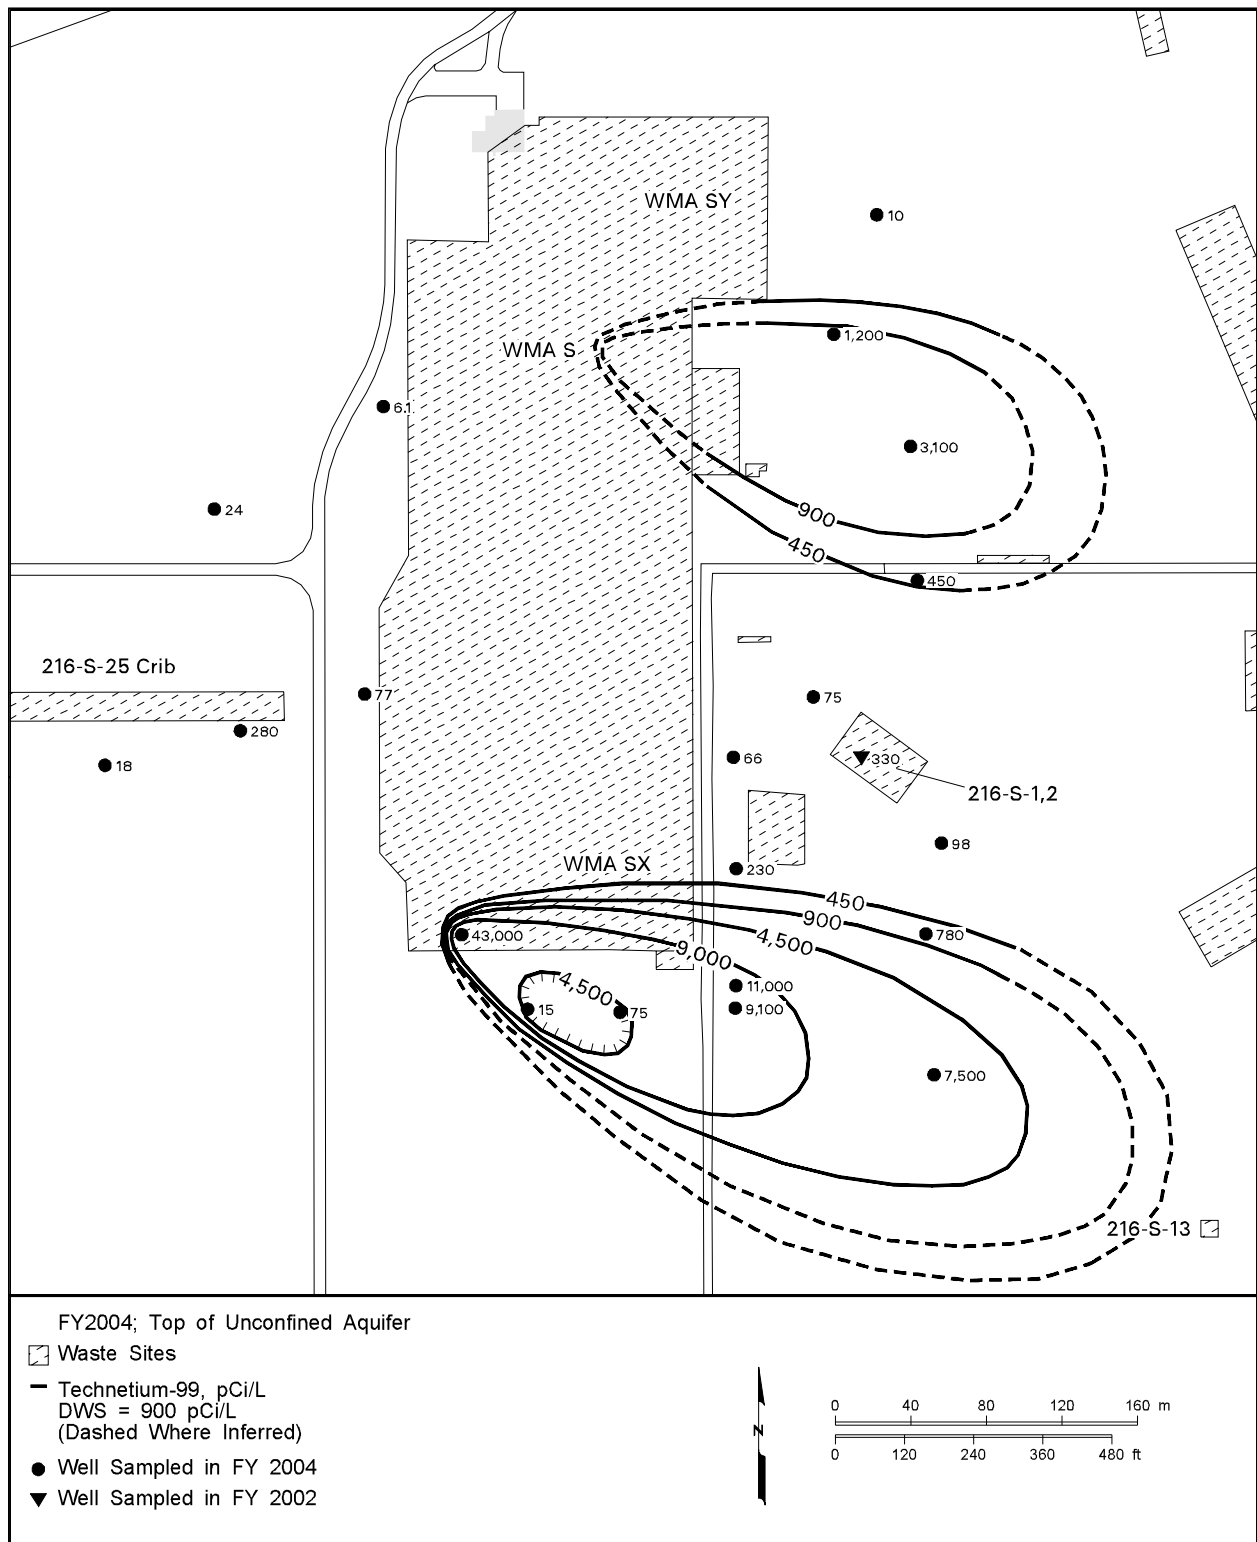 WMA SY
10
1,200
WMA S
6.1
3,100
24
900
450
450
216-S-25 Crib
77
75
280
18
66
330
216-S-1,2
98
WMA SX
230
450
900
780
43,000
4,500
9,000
11,000
4,500
15
75
9,100
7,500
216-S-13
FY2004; Top of Unconfined Aquifer
Waste Sites
Technetium-99, pCi/L
DWS = 900 pCi/L
(Dashed Where Inferred)
Well Sampled in FY 2004
Well Sampled in FY 2002
N
0 40 80 120 160 m
0 120 240 360 480 ft